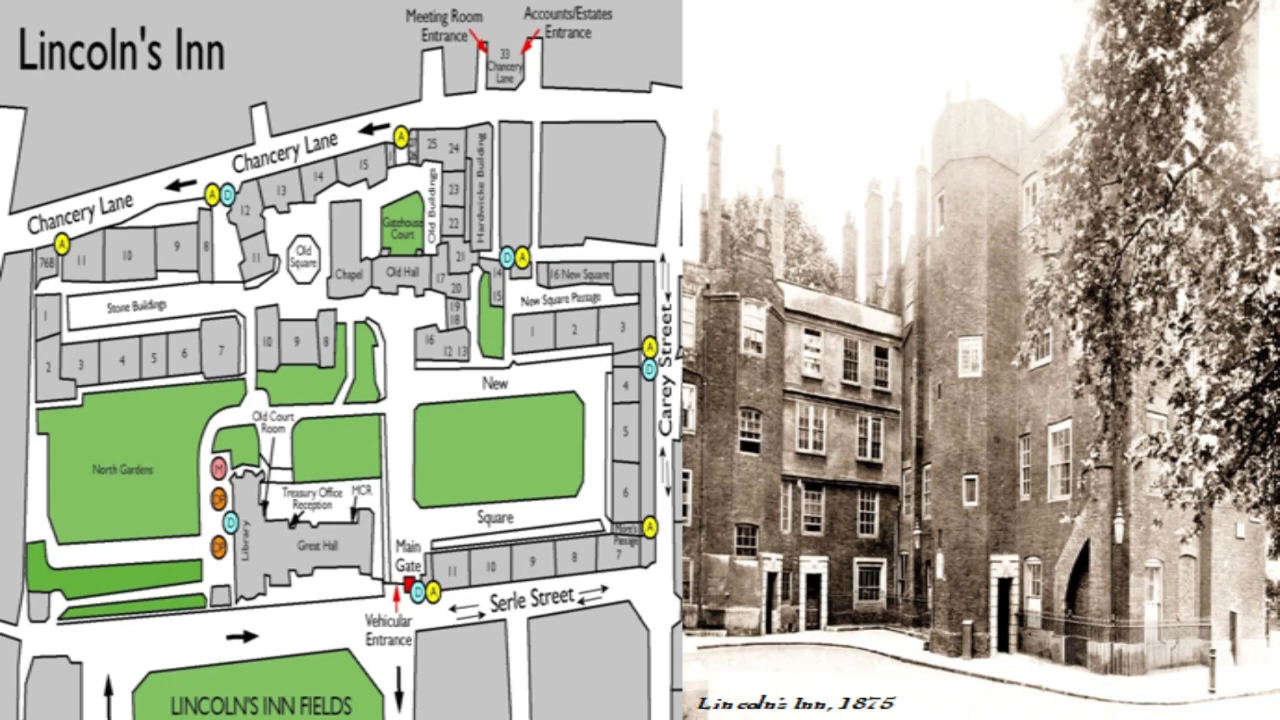 Lincoln's Inn
Meeting Room
Entrance
Accounts/Estates
Entrance
33
Chancery
Lane
Chancery Lane
Chancery Lane
A
A
D
A
25
24
23
22
21
Old Buildings
Hardwicke Building
15
14
13
12
11
Gatehouse
Court
Old
Square
Chapel
Old Hall
17
20
19
18
16
12
13
14
15
D
A
16 New Square
New Square Passage
1
2
3
76B
11
10
9
8
Stone Buildings
1
2
3
4
5
6
7
10
9
8
A
D
4
5
6
Carey Street
New
Square
North Gardens
Old Court
Room
M
D
Treasury Office
Reception
MCR
Library
Great Hall
Main
Gate
D
A
11
10
9
8
7
A
Serle Street
Vehicular
Entrance
LINCOLN'S INN FIELDS
Lincoln's Inn, 1875